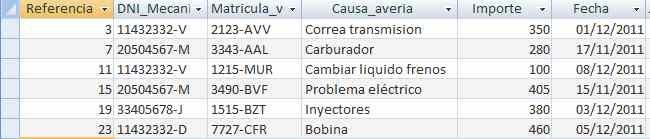 Referencia DNI_Mecani Matricula_v Causa_averia Importe Fecha
3 11432332-V 2123-AVV Correa transmision 350 01/12/2011
7 20504567-M 3343-AAL Carburador 280 17/11/2011
11 11432332-V 1215-MUR Cambiar liquido frenos 100 08/12/2011
15 20504567-M 3490-BVF Problema eléctrico 405 15/11/2011
19 33405678-J 1515-BZT Inyectores 380 03/12/2011
23 11432332-D 7727-CFR Bobina 460 05/12/2011